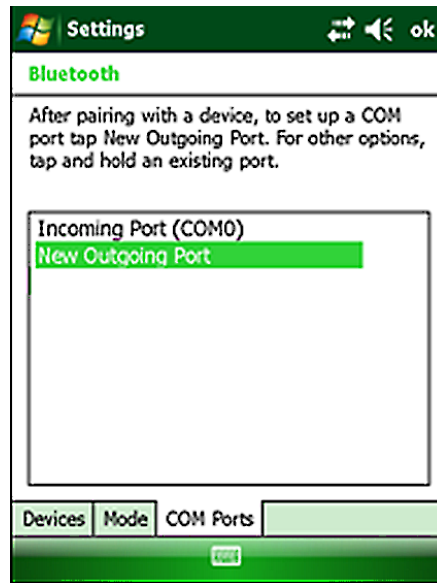 Settings ok
Bluetooth
After pairing with a device, to set up a COM
port tap New Outgoing Port. For other options,
tap and hold an existing port.
Incoming Port (COM0)
New Outgoing Port
Devices Mode COM Ports